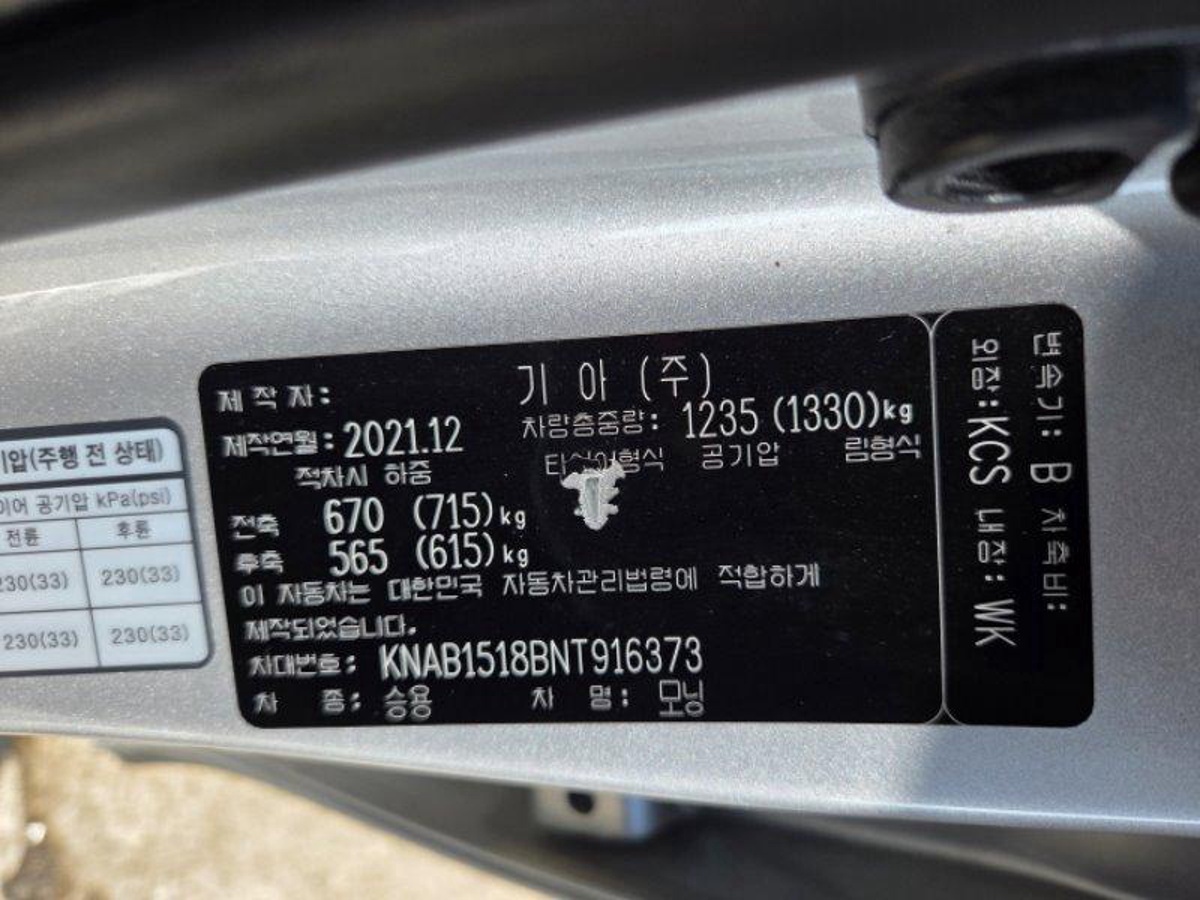 기압(주행 전 상태)
이어 공기압 kPa(psi)
전륜 후륜
230(33) 230(33)
230(33) 230(33)
제 작 자: 기 아 (주)
제작연월: 2021.12 차량총중량: 1235 (1330)kg
적차시 하중 타이어형식 공기압 림형식
전축 670 (715)kg
후축 565 (615)kg
이 자동차는 대한민국 자동차관리법령에 적합하게
제작되었습니다.
차대번호: KNAB1518BNT916373
차 종: 승용 차 명: 모닝
변속기: B 차축비:
외장:KCS 내장: WK